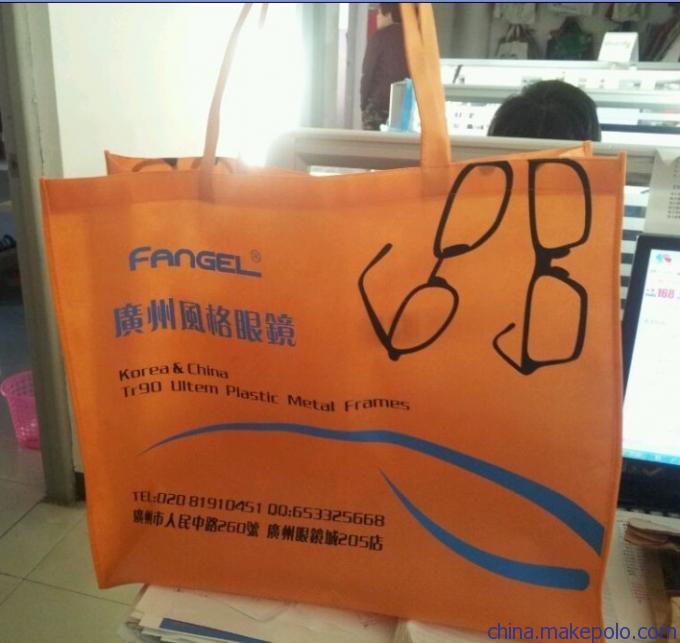 FANGEL®
廣州風格眼鏡
Korea & China
Tr90 Ultem Plastic Metal Frames
TEL:020 81910451 QQ:653325668
廣州市人民中路260號 廣州眼鏡城205店
168
china.makepolo.com